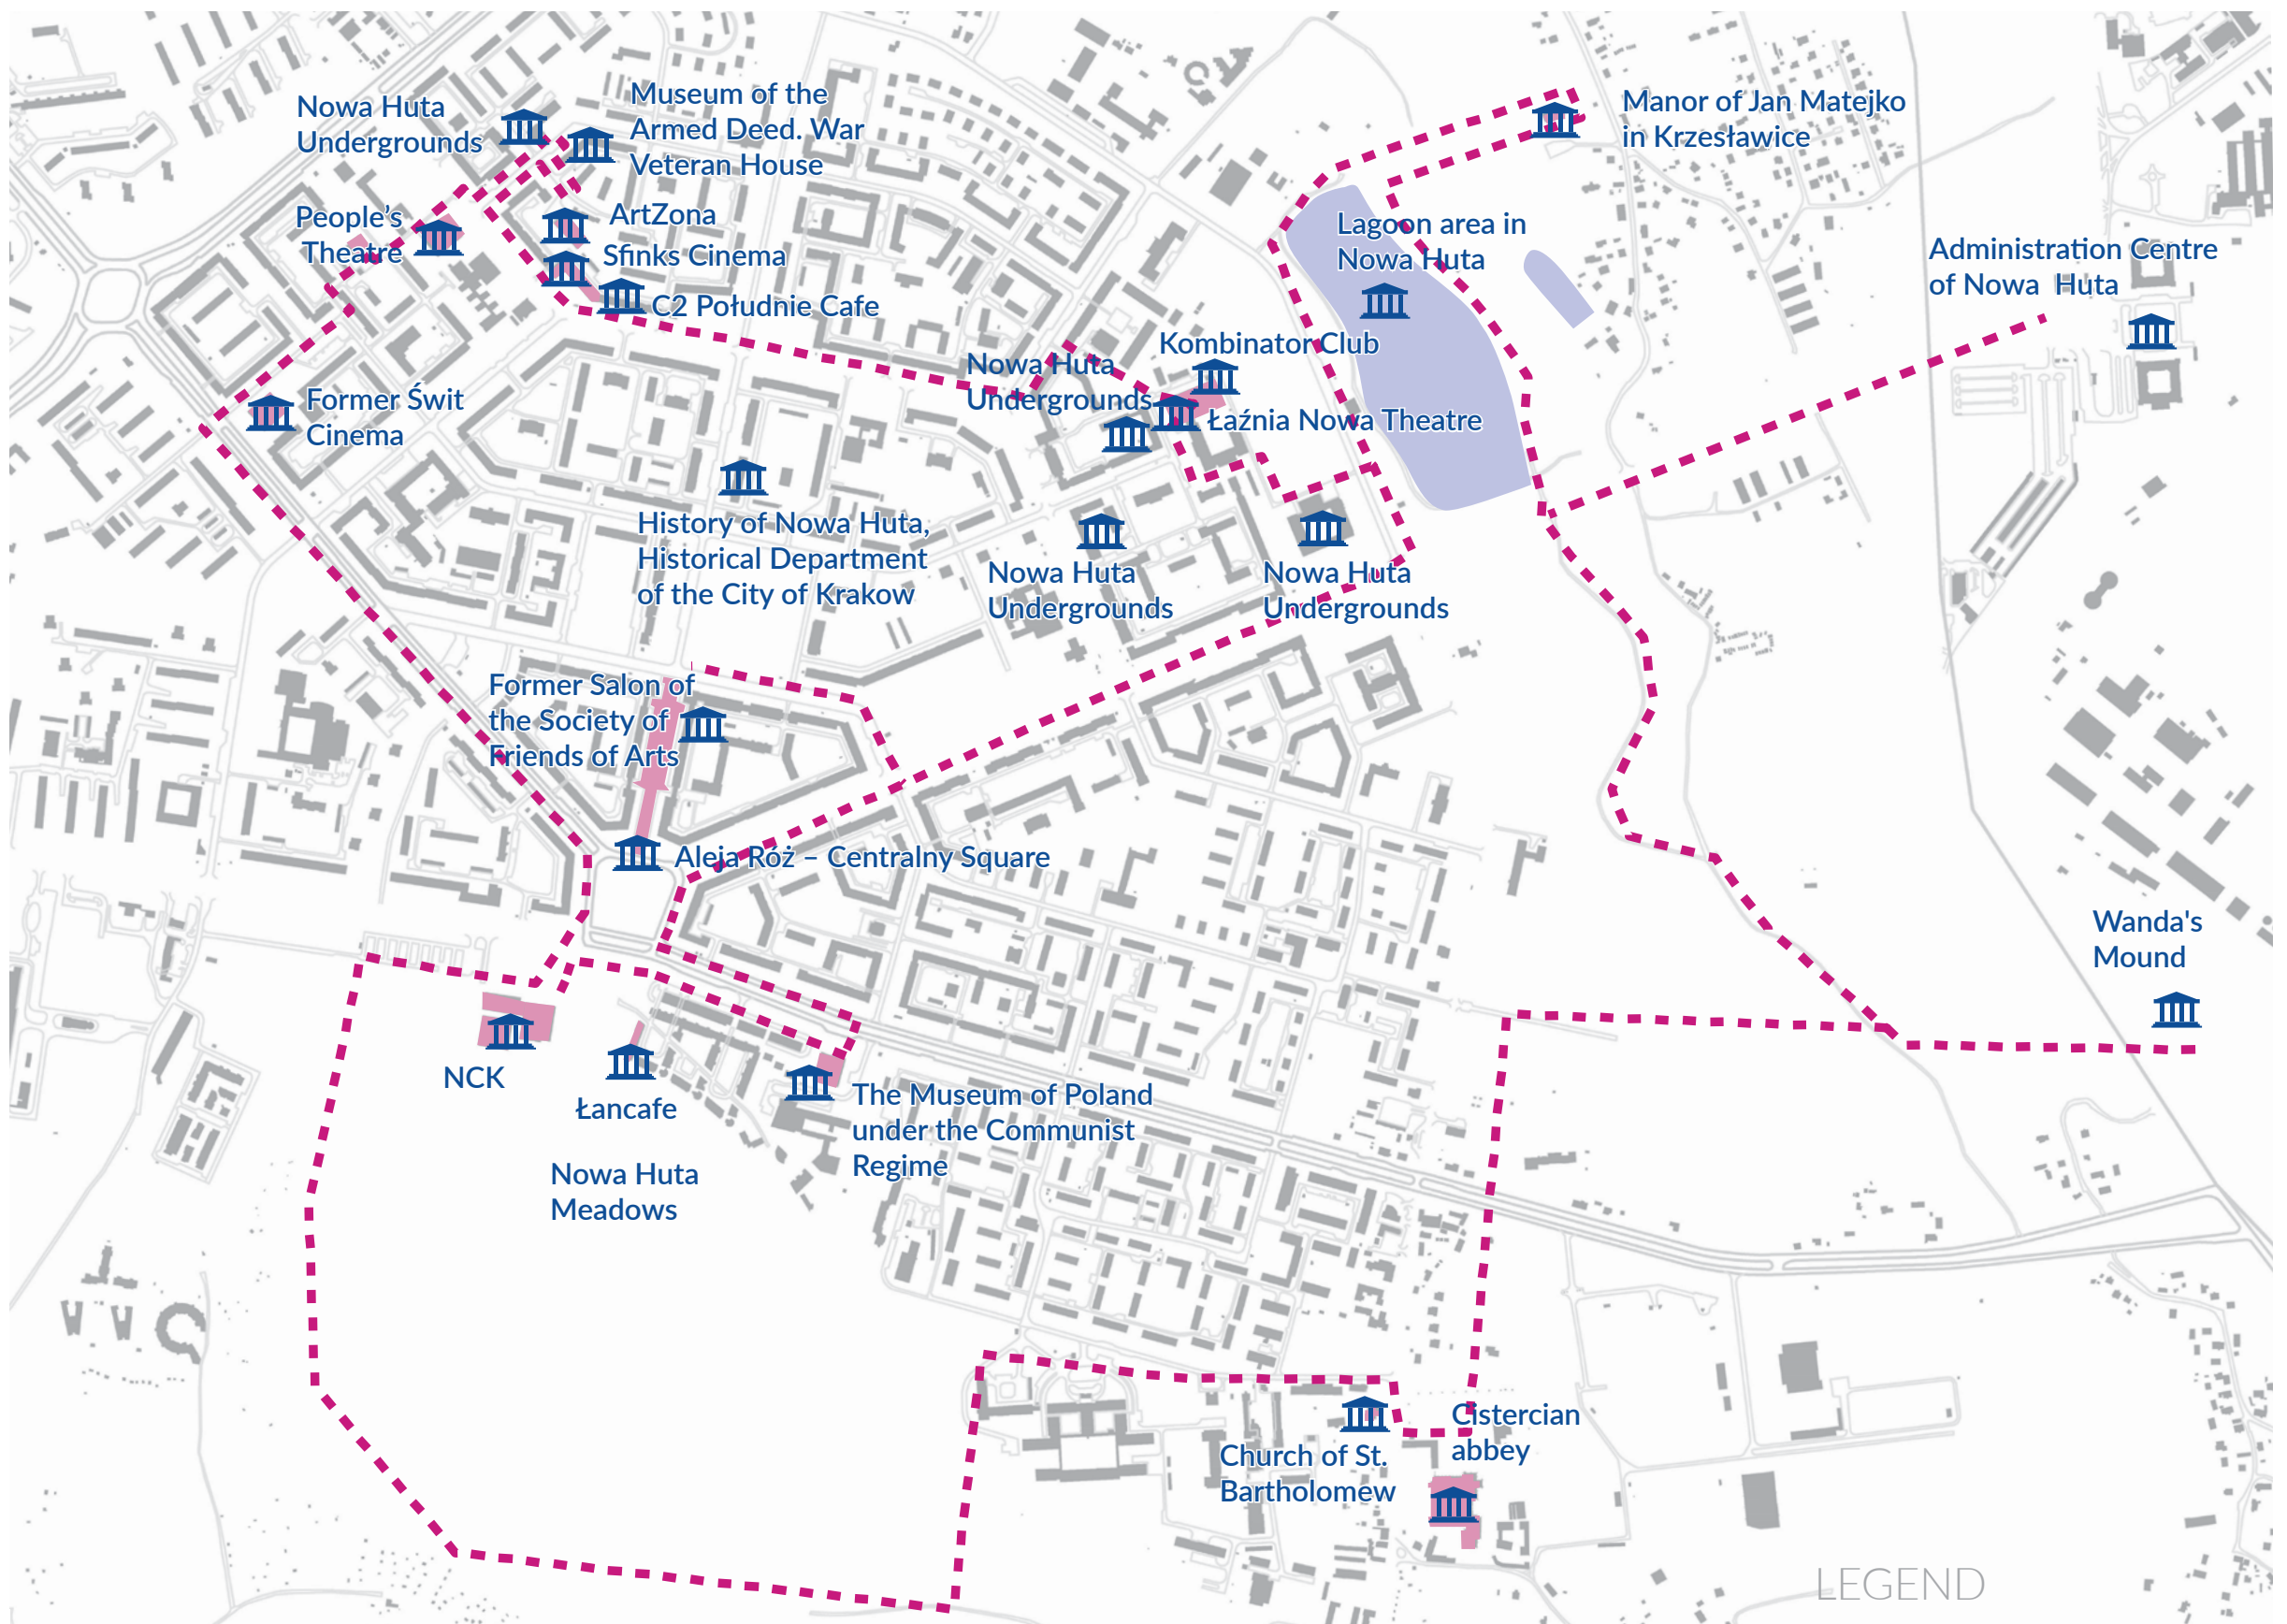 Nowa Huta
Undergrounds
Museum of the
Armed Deed. War
Veteran House
Manor of Jan Matejko
in Krzesławice
People's
Theatre
ArtZona
Sfinks Cinema
C2 Południe Cafe
Lagoon area in
Nowa Huta
Administration Centre
of Nowa Huta
Kombinator Club
Nowa Huta
Undergrounds
Łaźnia Nowa Theatre
Former Świt
Cinema
History of Nowa Huta,
Historical Department
of the City of Krakow
Nowa Huta
Undergrounds
Nowa Huta
Undergrounds
Former Salon of
the Society of
Friends of Arts
Aleja Róż – Centralny Square
Wanda's
Mound
NCK
Łancafe
The Museum of Poland
under the Communist
Regime
Nowa Huta
Meadows
Church of St.
Bartholomew
Cistercian
abbey
LEGEND